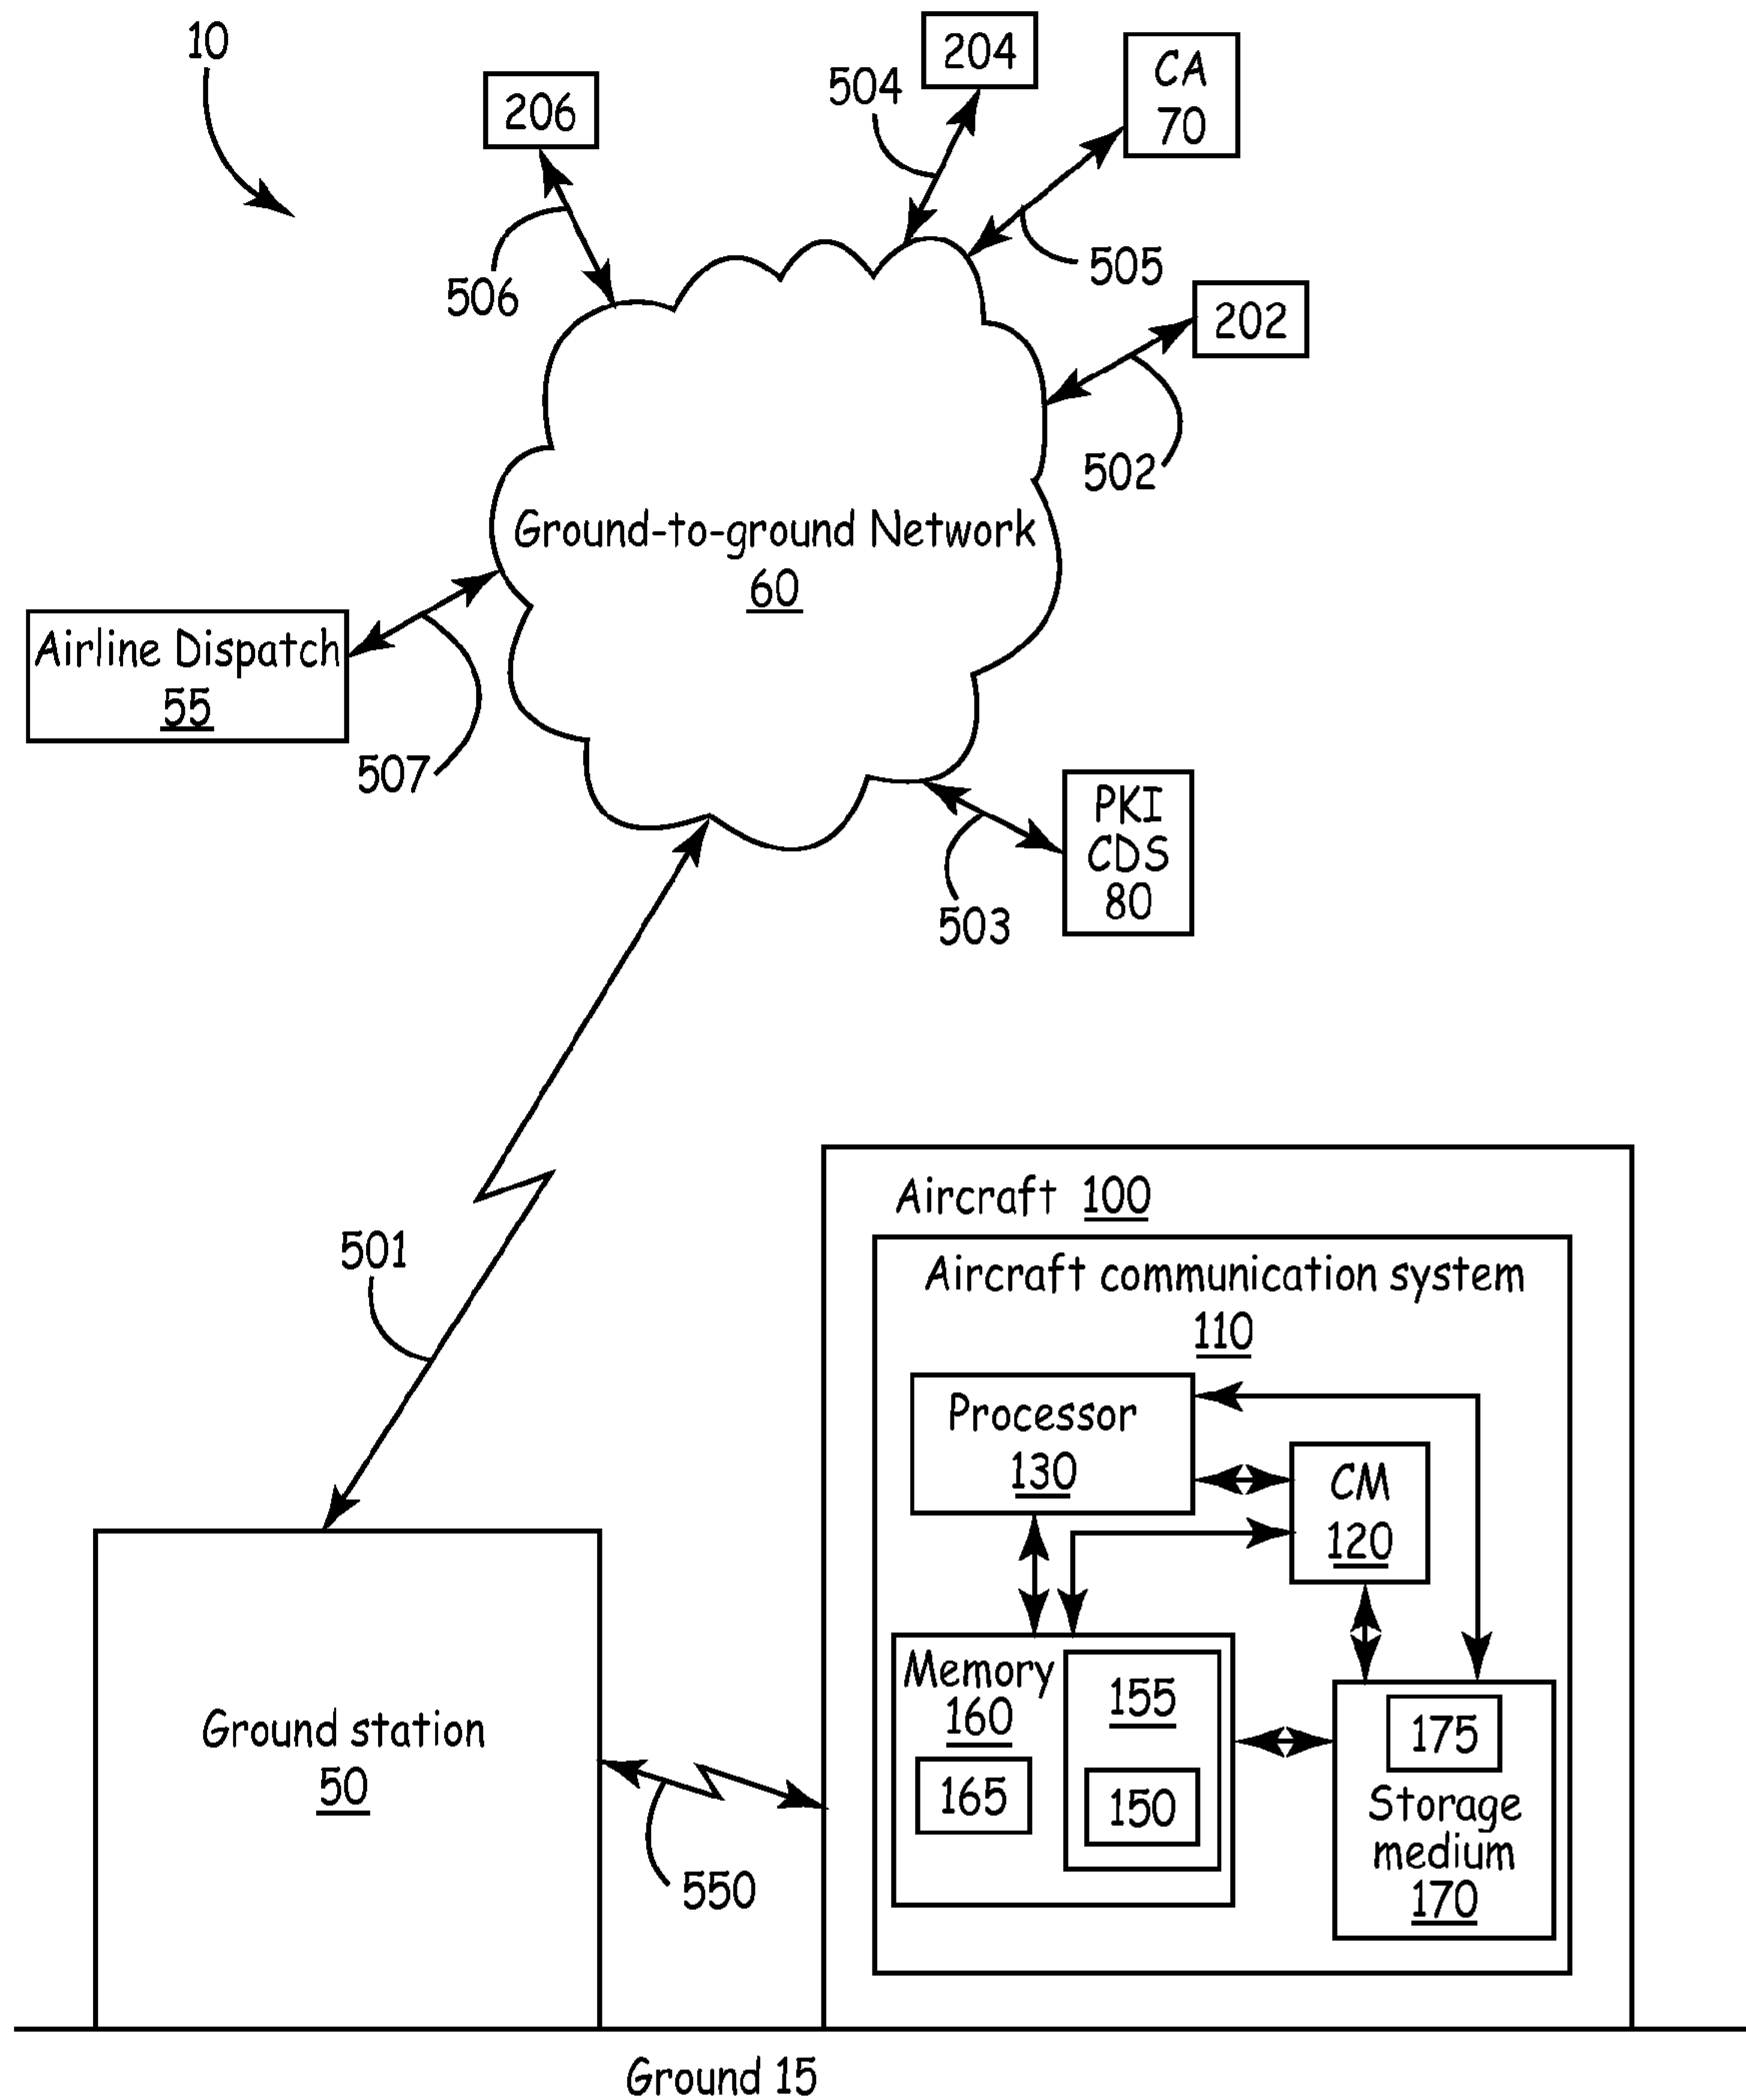 10
206
504
204
CA
70
506
505
202
502
Ground-to-ground Network
60
Airline Dispatch
55
507
PKI
CDS
80
503
501
Aircraft 100
Aircraft communication system
110
Processor
130
CM
120
Memory
160
155
165
150
175
Storage
medium
170
Ground station
50
550
Ground 15